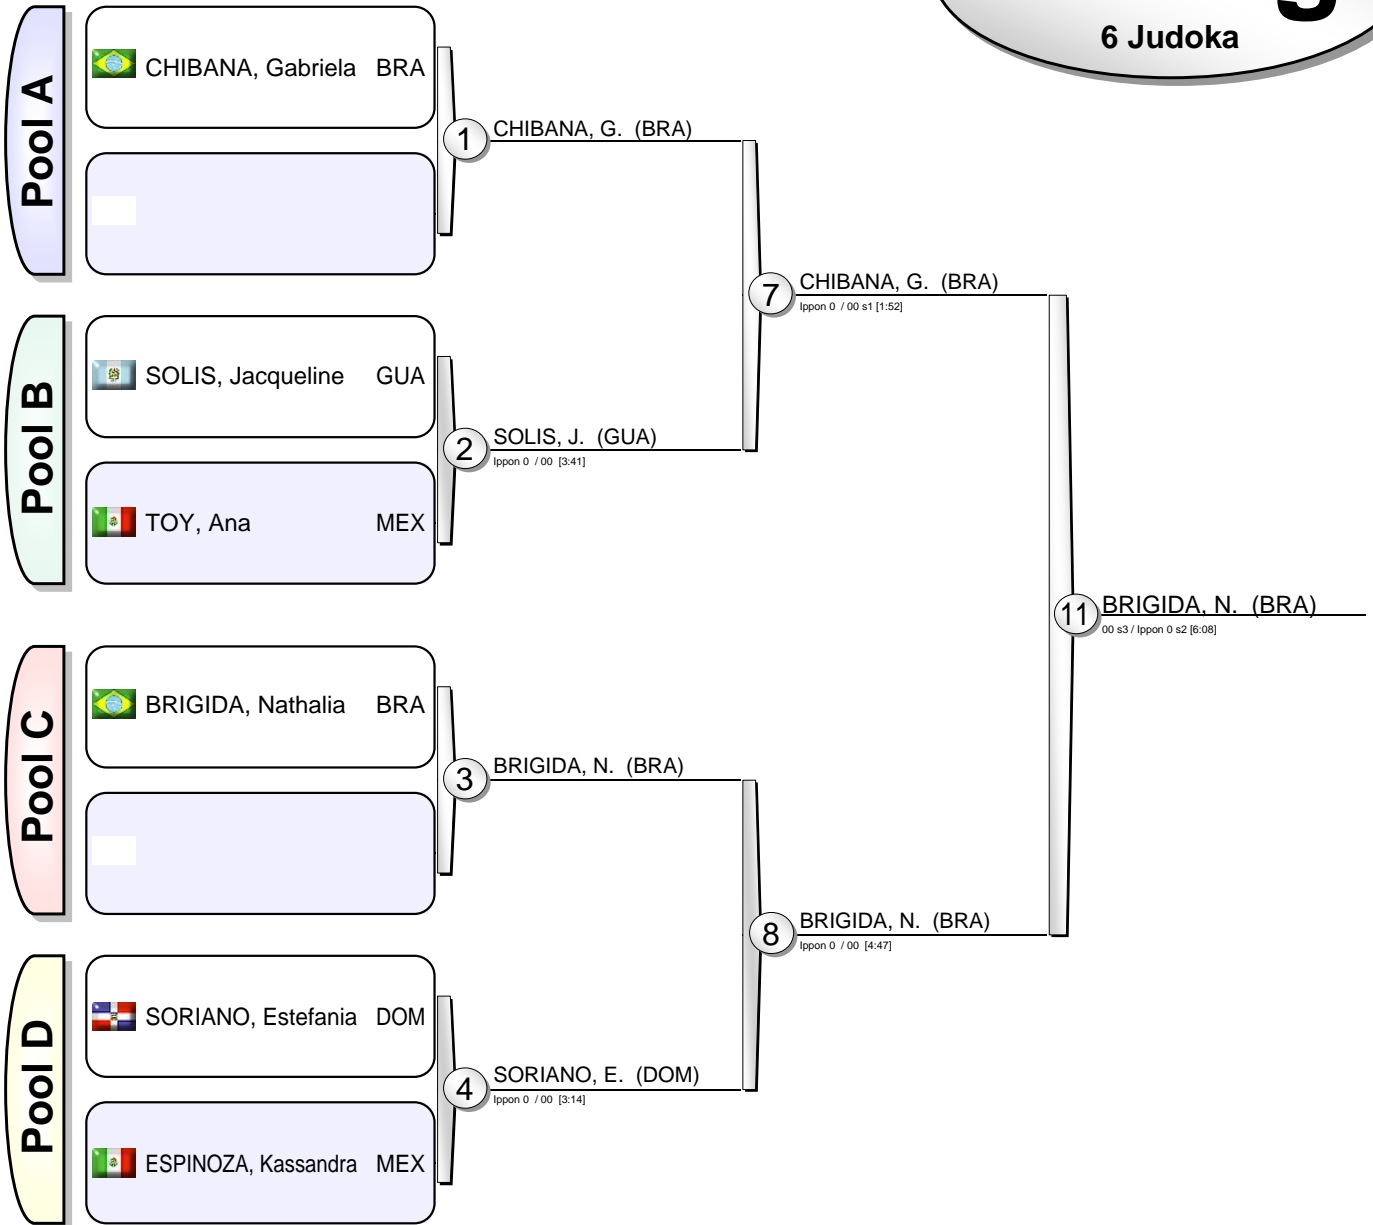 6 Judoka
Pool A
CHIBANA, Gabriela BRA
1
CHIBANA, G. (BRA)
7
CHIBANA, G. (BRA)
Ippon 0 / 00 s1 [1:52]
Pool B
SOLIS, Jacqueline GUA
2
SOLIS, J. (GUA)
Ippon 0 / 00 [3:41]
TOY, Ana MEX
11
BRIGIDA, N. (BRA)
00 s3 / Ippon 0 s2 [6:08]
Pool C
BRIGIDA, Nathalia BRA
3
BRIGIDA, N. (BRA)
8
BRIGIDA, N. (BRA)
Ippon 0 / 00 [4:47]
Pool D
SORIANO, Estefania DOM
4
SORIANO, E. (DOM)
Ippon 0 / 00 [3:14]
ESPINOZA, Kassandra MEX